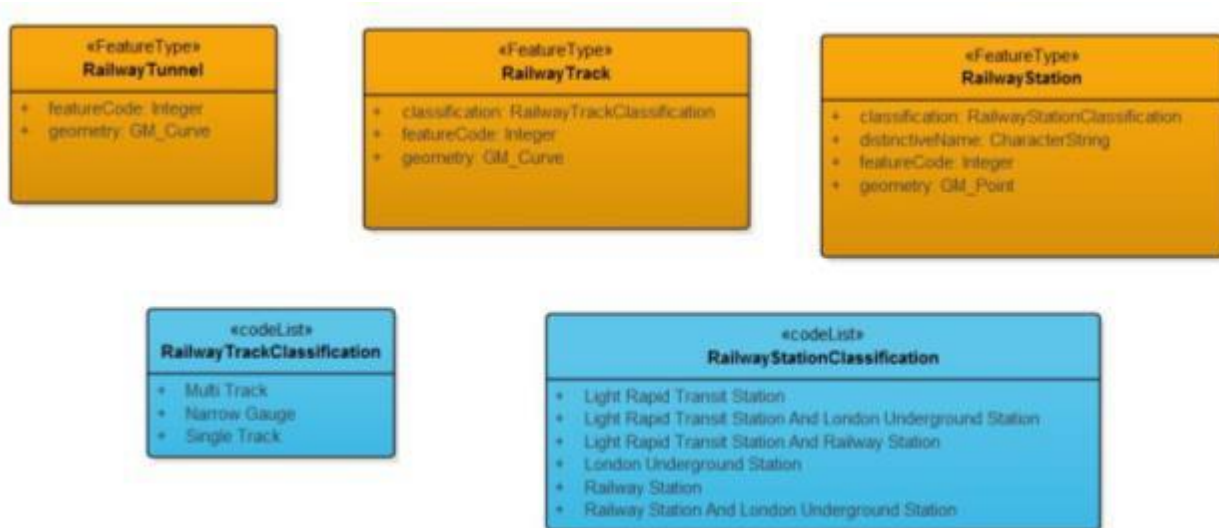 «FeatureType»
RailwayTunnel
+ featureCode: Integer
+ geometry: GM_Curve
«FeatureType»
RailwayTrack
+ classification: RailwayTrackClassification
+ featureCode: Integer
+ geometry: GM_Curve
«FeatureType»
RailwayStation
+ classification: RailwayStationClassification
+ distinctiveName: CharacterString
+ featureCode: Integer
+ geometry: GM_Point
«codeList»
RailwayTrackClassification
+ Multi Track
+ Narrow Gauge
+ Single Track
«codeList»
RailwayStationClassification
+ Light Rapid Transit Station
+ Light Rapid Transit Station And London Underground Station
+ Light Rapid Transit Station And Railway Station
+ London Underground Station
+ Railway Station
+ Railway Station And London Underground Station